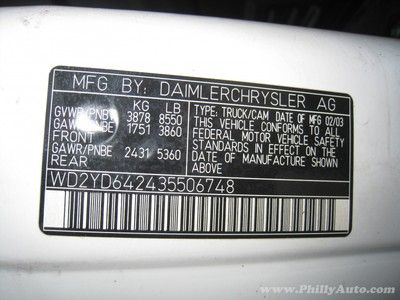 MFG BY: DAIMLERCHRYSLER AG
KG LB
GVWR/PNBV 3878 8550
GAWR/PNBE 1751 3860
FRONT
GAWR/PNBE 2431 5360
REAR
TYPE: TRUCK/CAM DATE OF MFG 02/03
THIS VEHICLE CONFORMS TO ALL
FEDERAL MOTOR VEHICLE SAFETY
STANDARDS IN EFFECT ON THE
DATE OF MANUFACTURE SHOWN
ABOVE
WD2YD642435506748
www.PhillyAuto.com